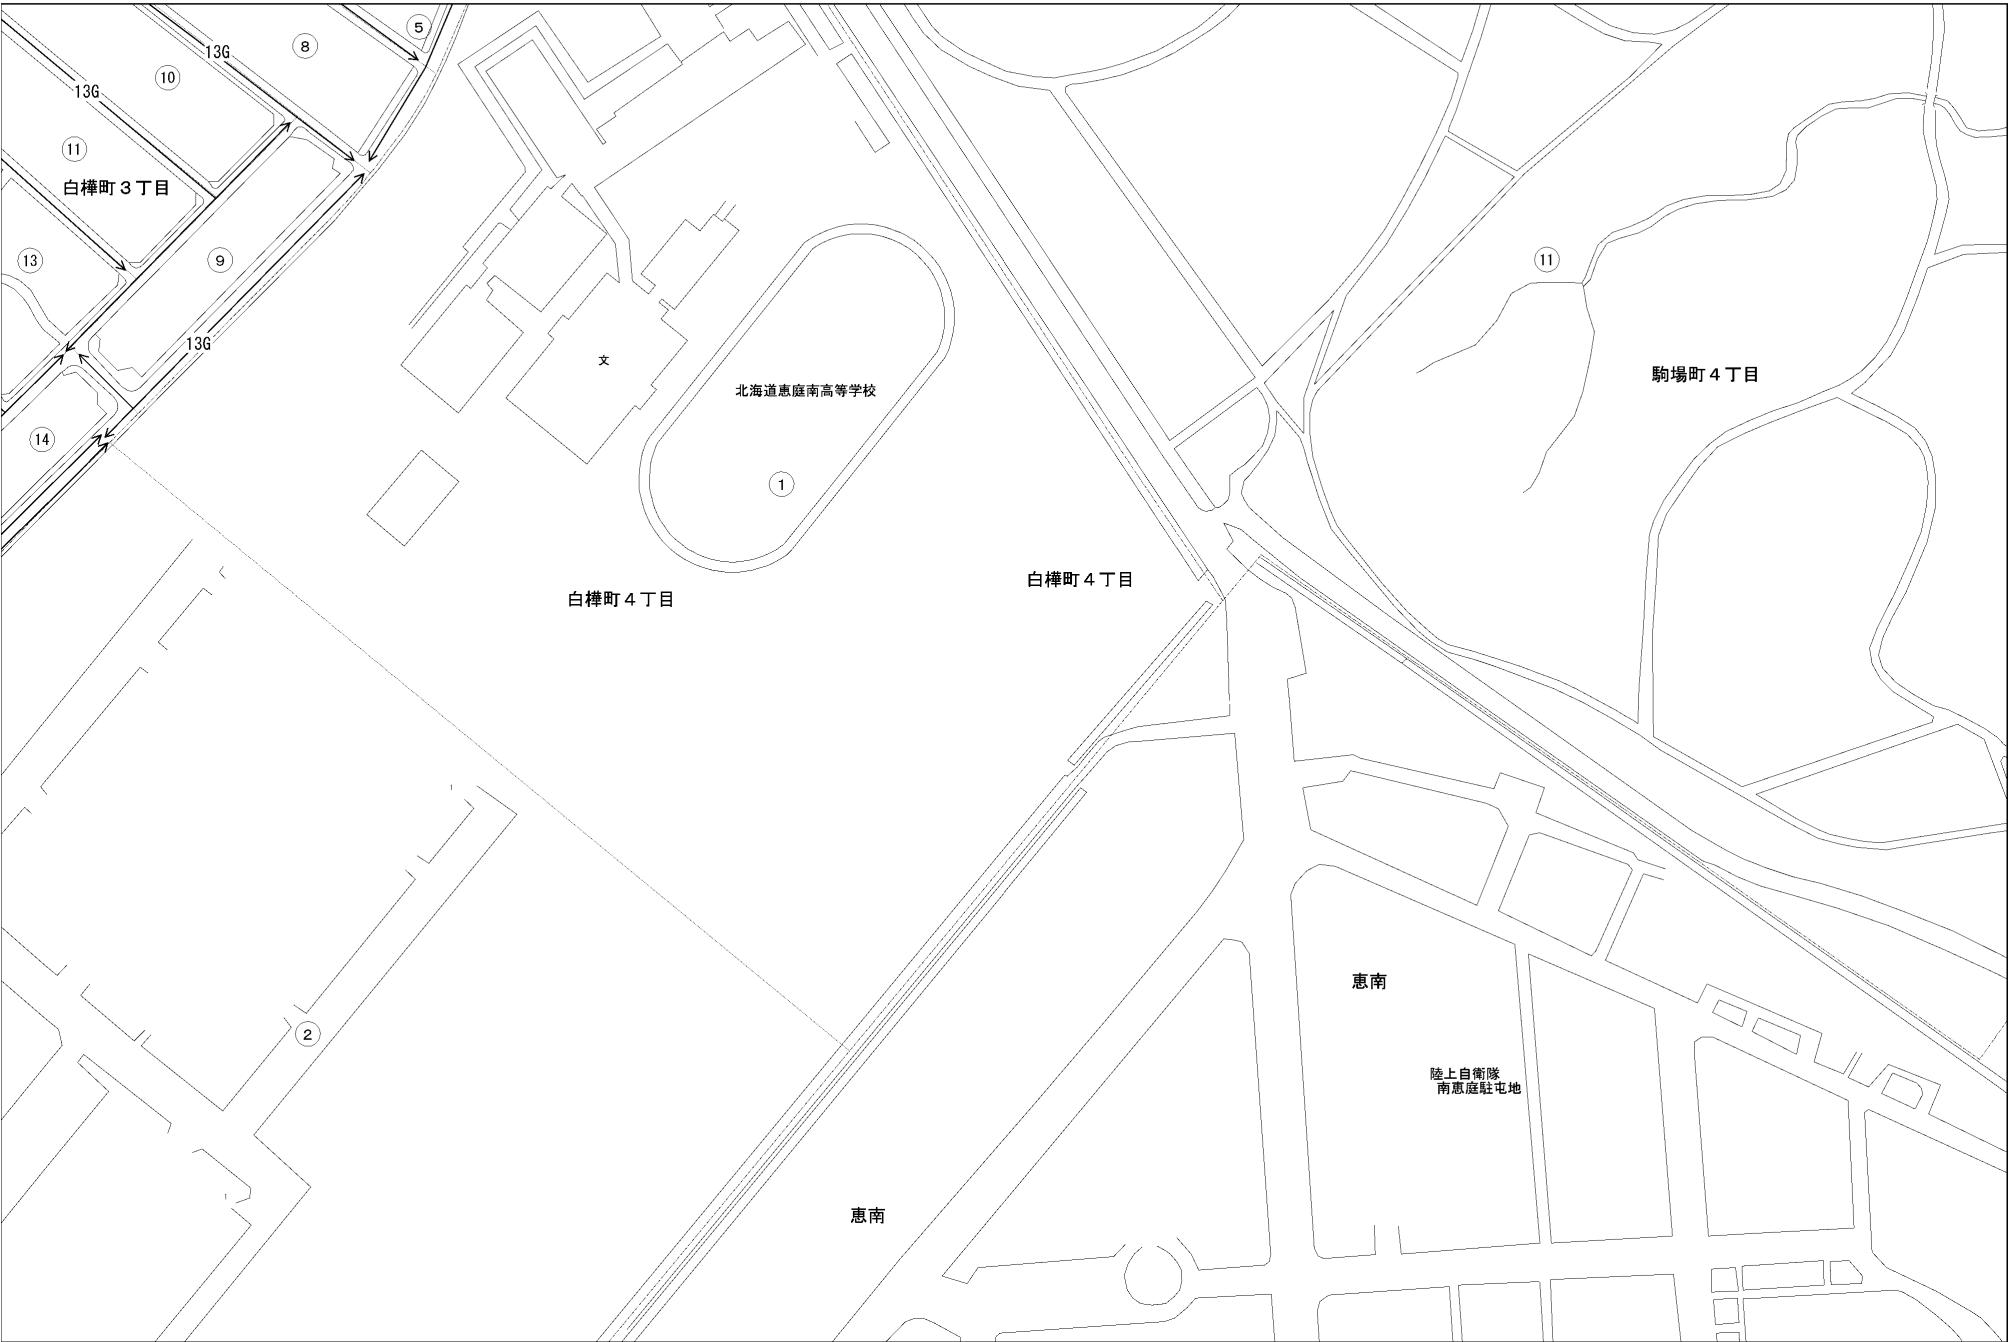 5
8
13G
10
13G
11
白樺町3丁目
13
9
13G
14
文
北海道恵庭南高等学校
1
白樺町4丁目
白樺町4丁目
11
駒場町4丁目
2
恵南
陸上自衛隊
南恵庭駐屯地
恵南